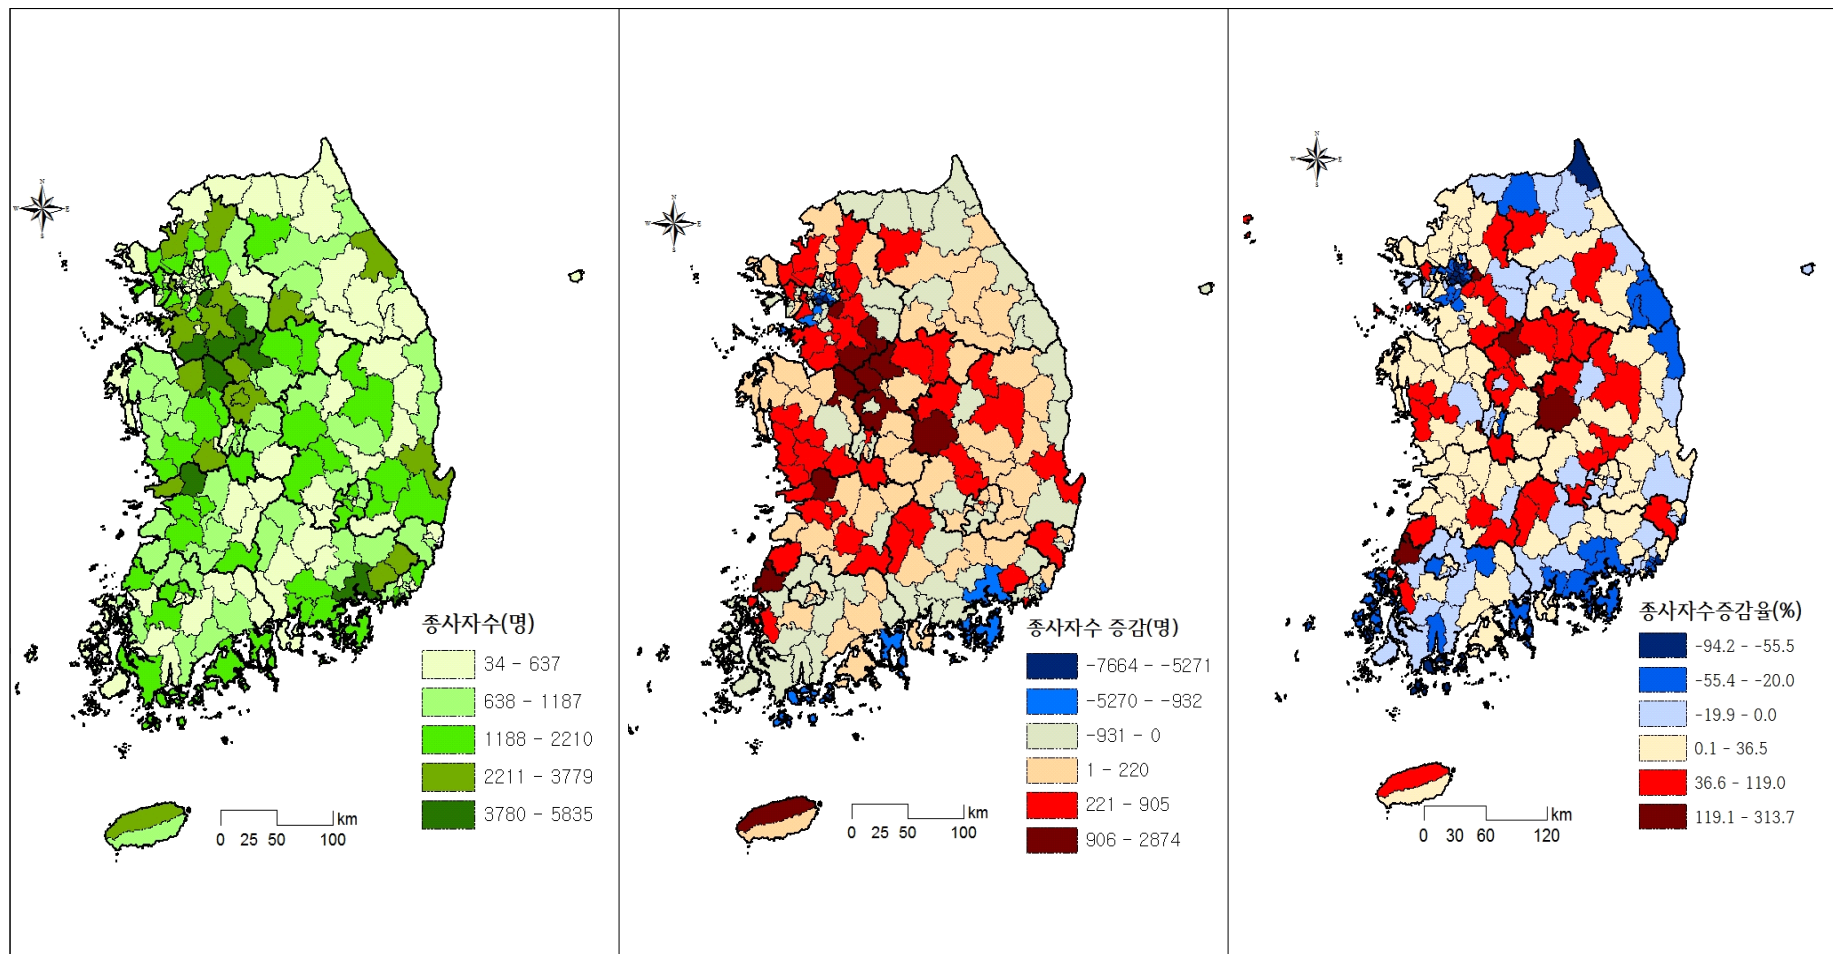 N
W
E
S
종사자수(명)
34 - 637
638 - 1187
1188 - 2210
2211 - 3779
3780 - 5835
km
0 25 50 100
N
W
E
S
종사자수 증감(명)
-7664 - -5271
-5270 - -932
-931 - 0
1 - 220
221 - 905
906 - 2874
km
0 25 50 100
N
W
E
S
종사자수증감율(%)
-94.2 - -55.5
-55.4 - -20.0
-19.9 - 0.0
0.1 - 36.5
36.6 - 119.0
119.1 - 313.7
km
0 30 60 120